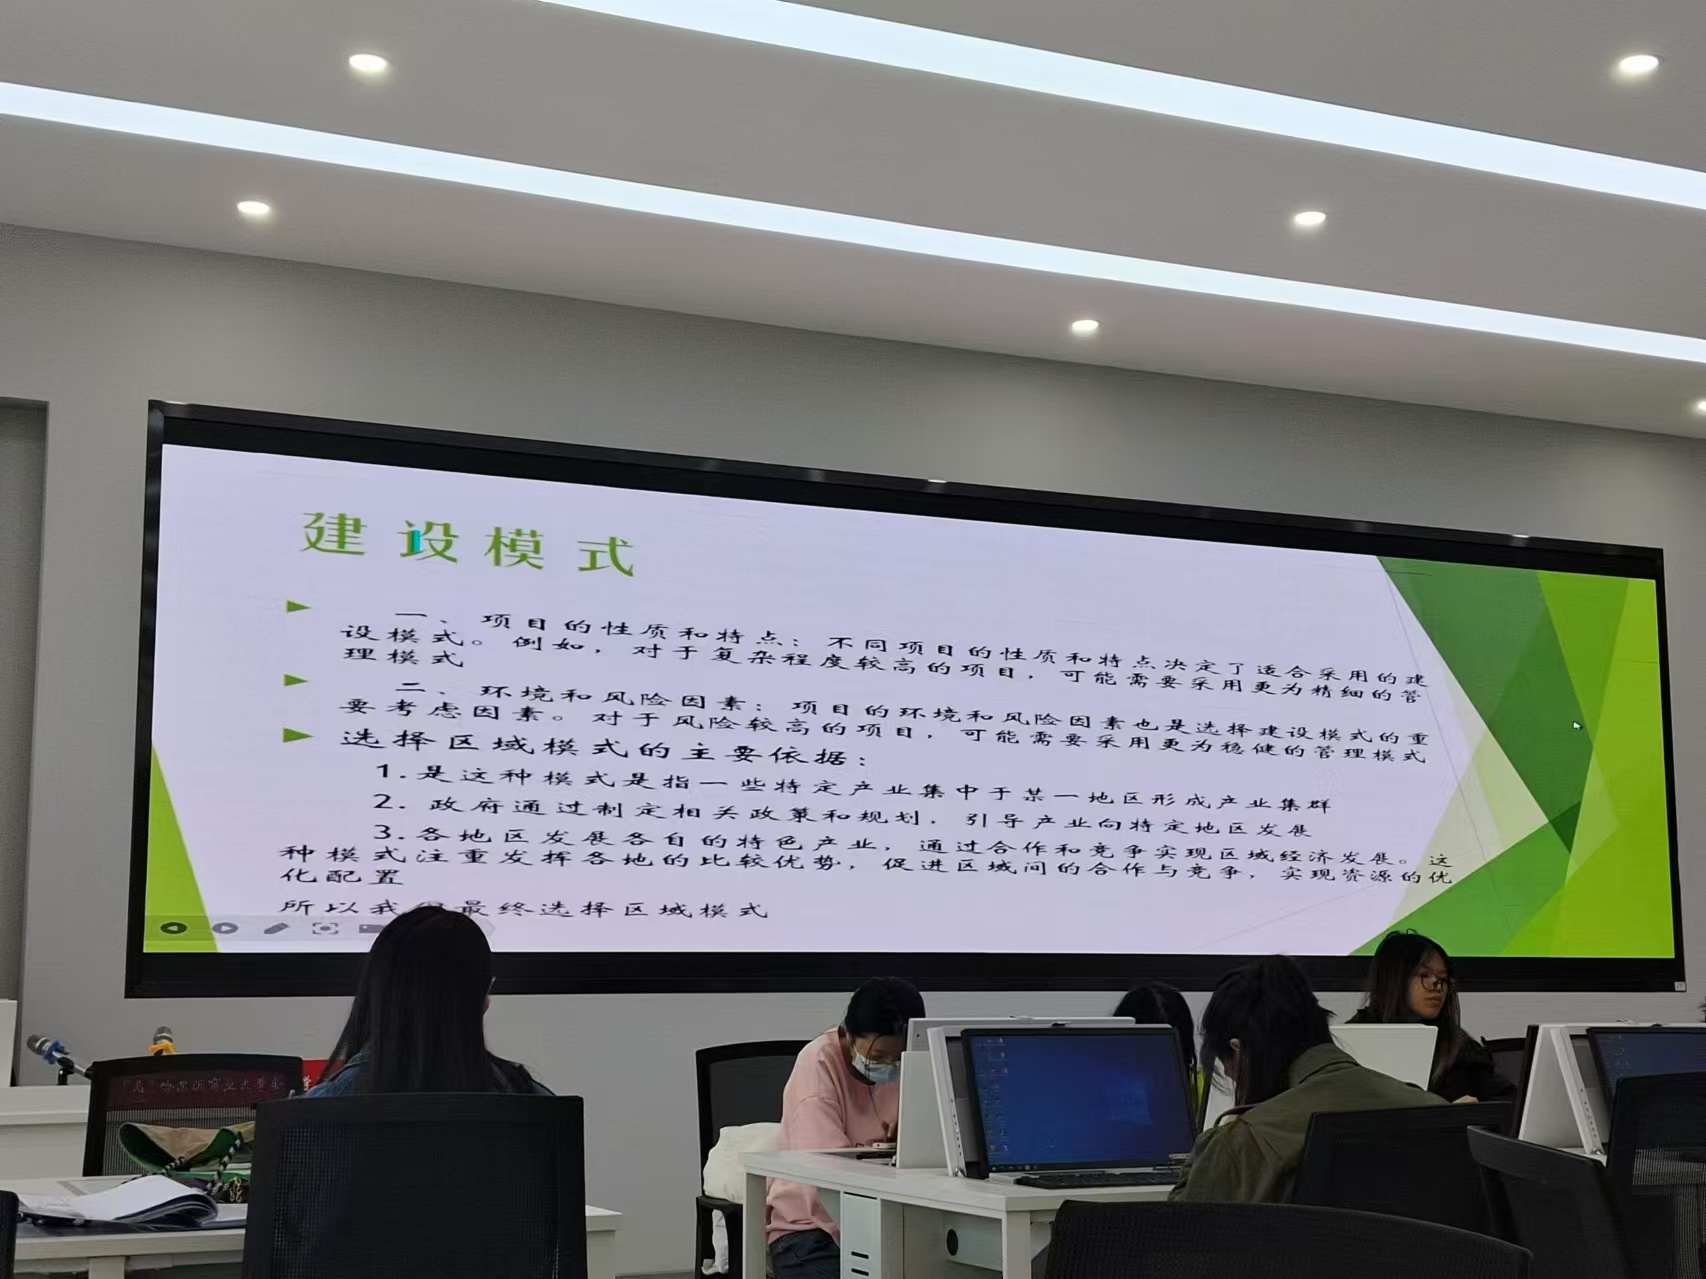 建设模式
一、项目的性质和特点：不同项目的性质和特点决定了适合采用的建
设模式。例如，对于复杂程度较高的项目，可能需要采用更为精细的管
理模式
二、环境和风险因素：项目的环境和风险因素也是选择建设模式的重
要考虑因素。对于风险较高的项目，可能需要采用更为稳健的管理模式
选择区域模式的主要依据：
1.是这种模式是指一些特定产业集中于某一地区形成产业集群
2.政府通过制定相关政策和规划，引导产业向特定地区发展
3.各地区发展各自的特色产业，通过合作和竞争实现区域经济发展。这
种模式注重发挥各地的比较优势，促进区域间的合作与竞争，实现资源的优
化配置
所以我 最终选择区域模式